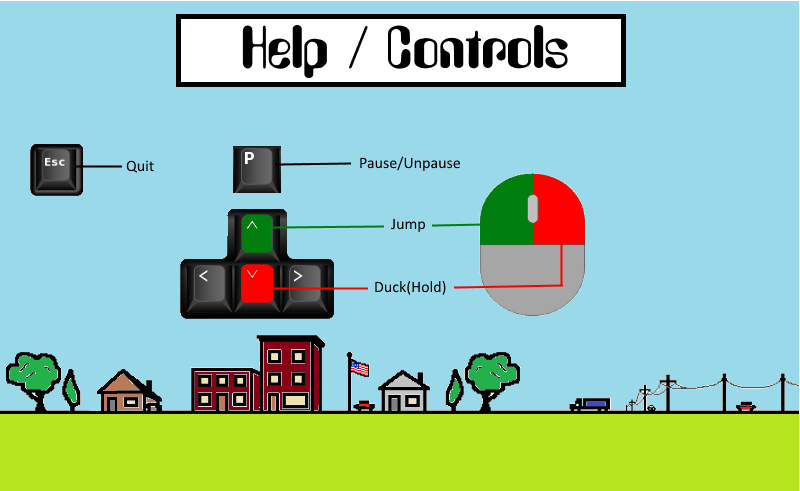 Help / Controls
Esc
Quit
P
Pause/Unpause
^
Jump
<
˅
>
Duck(Hold)